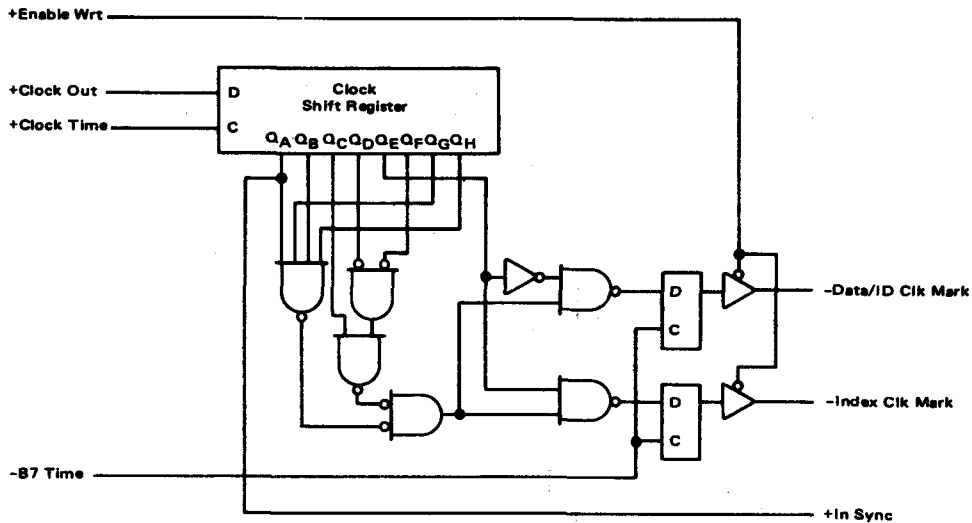 +Enable Wrt
+Clock Out
D
Clock
Shift Register
+Clock Time
C
QA QB QC QD QE QF QG QH
D
-Data/ID Clk Mark
C
D
-Index Clk Mark
C
-B7 Time
+In Sync